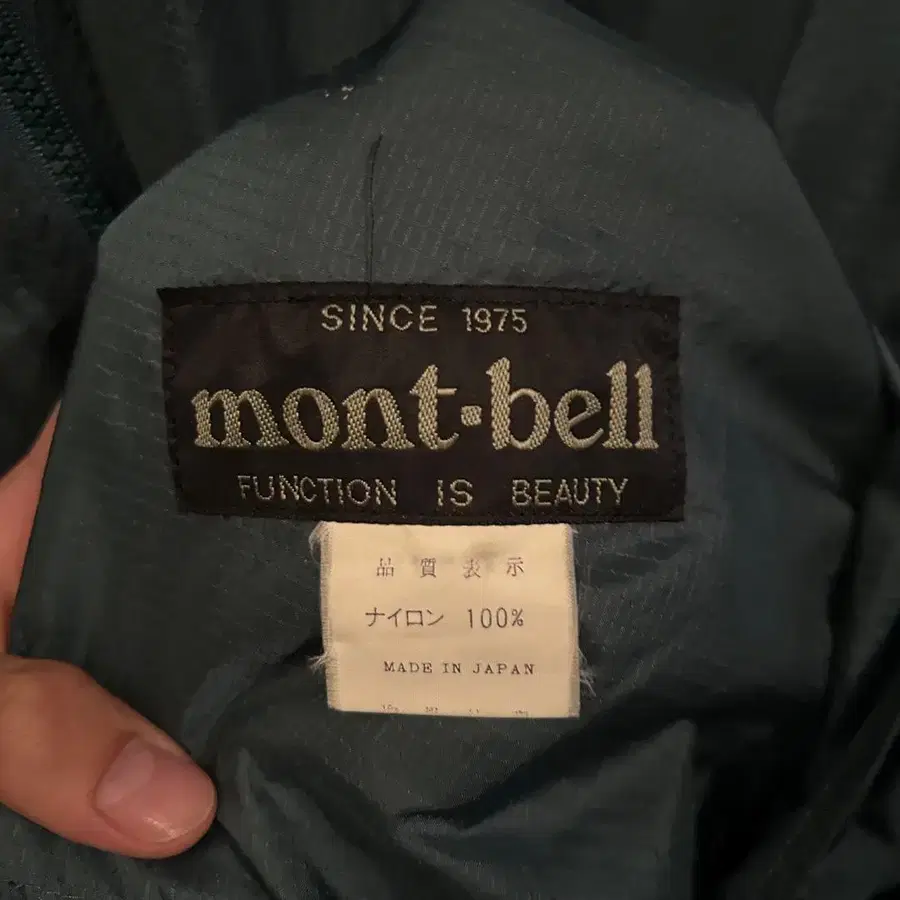 SINCE 1975
mont·bell
FUNCTION IS BEAUTY
品質表示
ナイロン 100%
MADE IN JAPAN